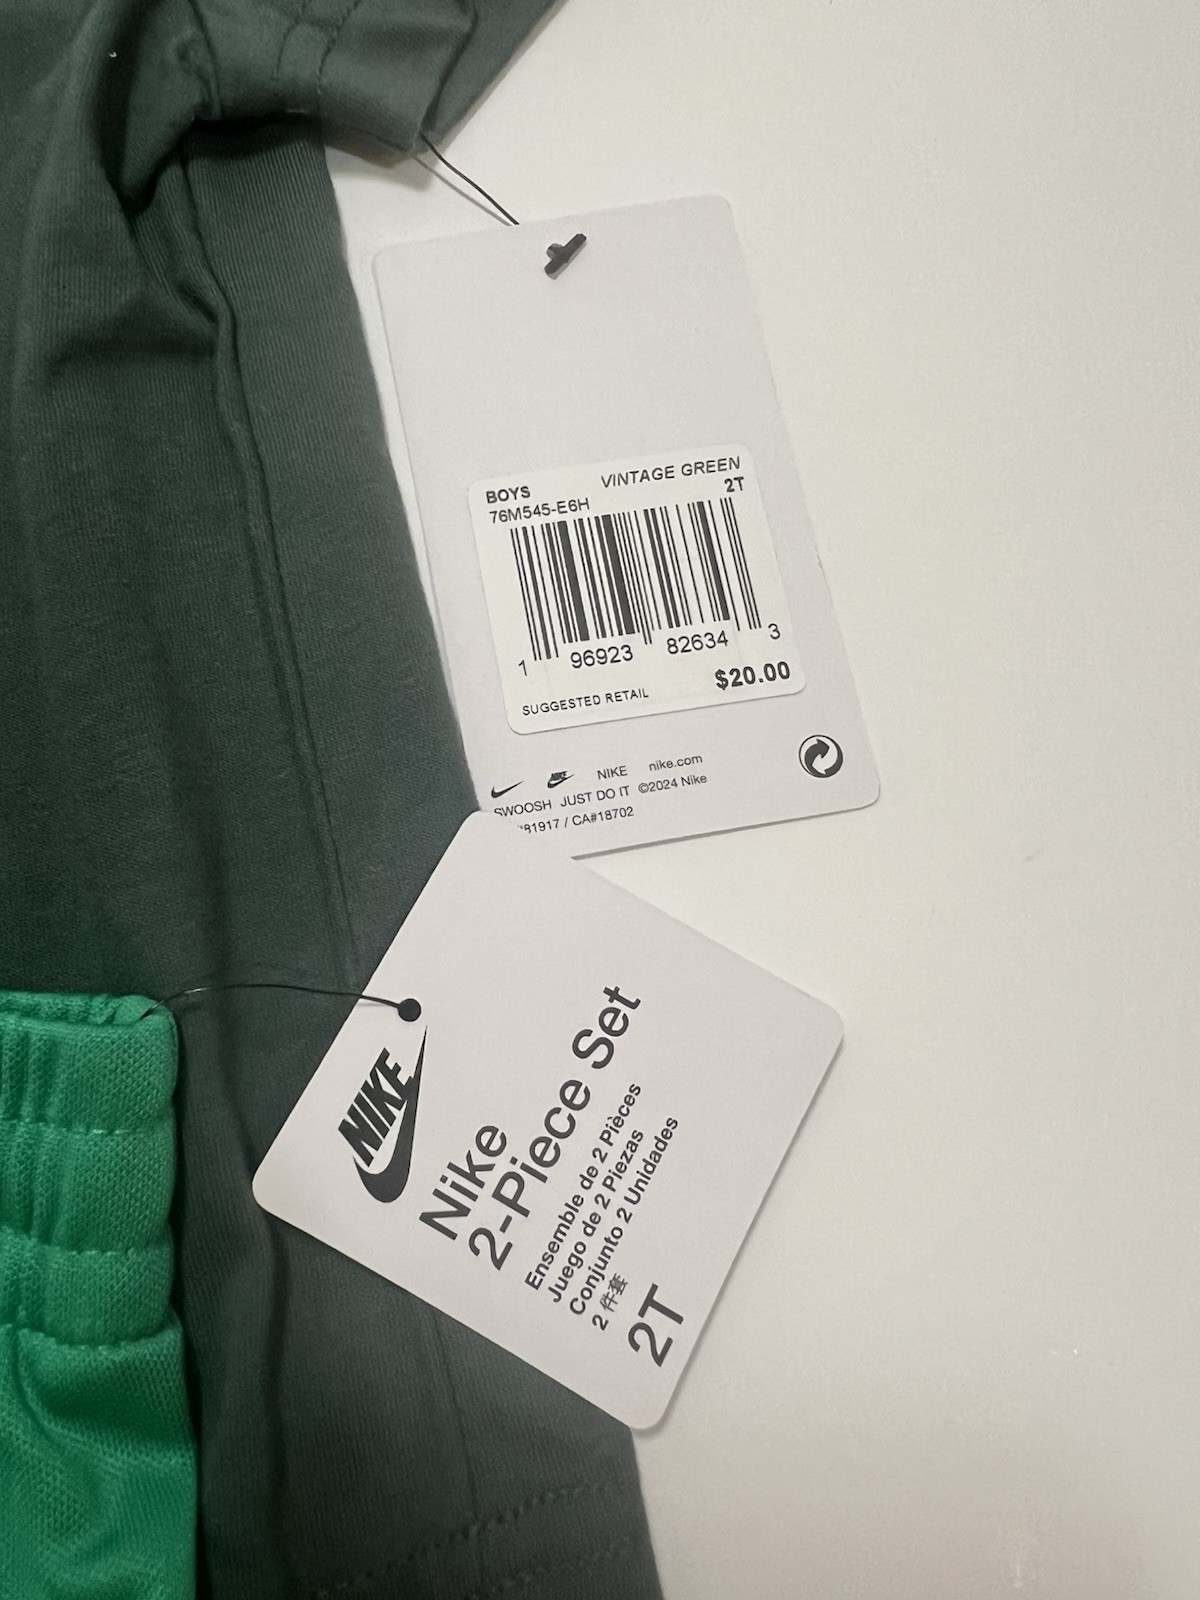 BOYS VINTAGE GREEN
76M545-E6H 2T
1 96923 82634 3
SUGGESTED RETAIL $20.00
NIKE nike.com
SWOOSH JUST DO IT ©2024 Nike
81917 / CA#18702
NIKE
Nike
2-Piece Set
Ensemble de 2 Pièces
Juego de 2 Piezas
Conjunto 2 Unidades
2 件套
2T